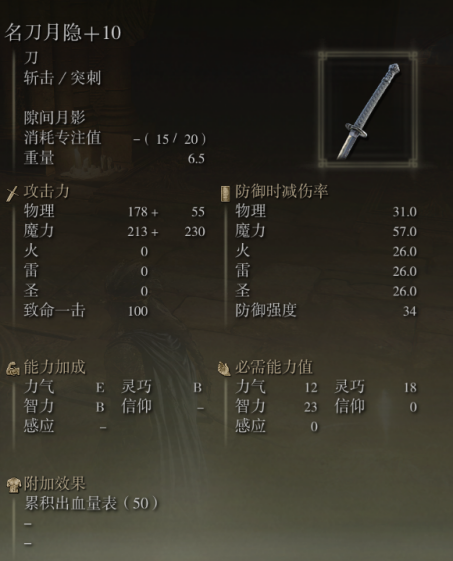 名刀月隐+10
刀
斩击/突刺
隙间月影
消耗专注值 -( 15/ 20)
重量 6.5
攻击力
物理 178 + 55
魔力 213 + 230
火 0
雷 0
圣 0
致命一击 100
防御时减伤率
物理 31.0
魔力 57.0
火 26.0
雷 26.0
圣 26.0
防御强度 34
能力加成
力气 E 灵巧 B
智力 B 信仰 –
感应 –
必需能力值
力气 12 灵巧 18
智力 23 信仰 0
感应 0
附加效果
累积出血量表(50)
–
–